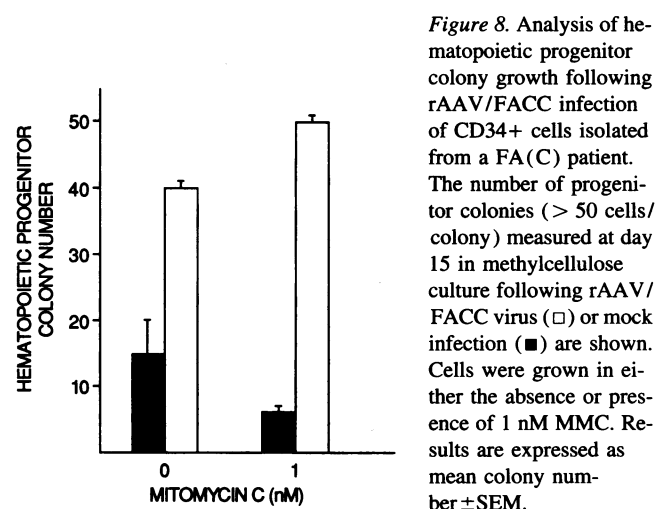 HEMATOPOIETIC PROGENITOR
COLONY NUMBER
50
40
30
20
10
0
1
MITOMYCIN C (nM)
Figure 8. Analysis of he-
matopoietic progenitor
colony growth following
rAAV/FACC infection
of CD34+ cells isolated
from a FA(C) patient.
The number of progeni-
tor colonies (> 50 cells/
colony) measured at day
15 in methylcellulose
culture following rAAV/
FACC virus (□) or mock
infection (■) are shown.
Cells were grown in ei-
ther the absence or pres-
ence of 1 nM MMC. Re-
sults are expressed as
mean colony num-
ber±SEM.